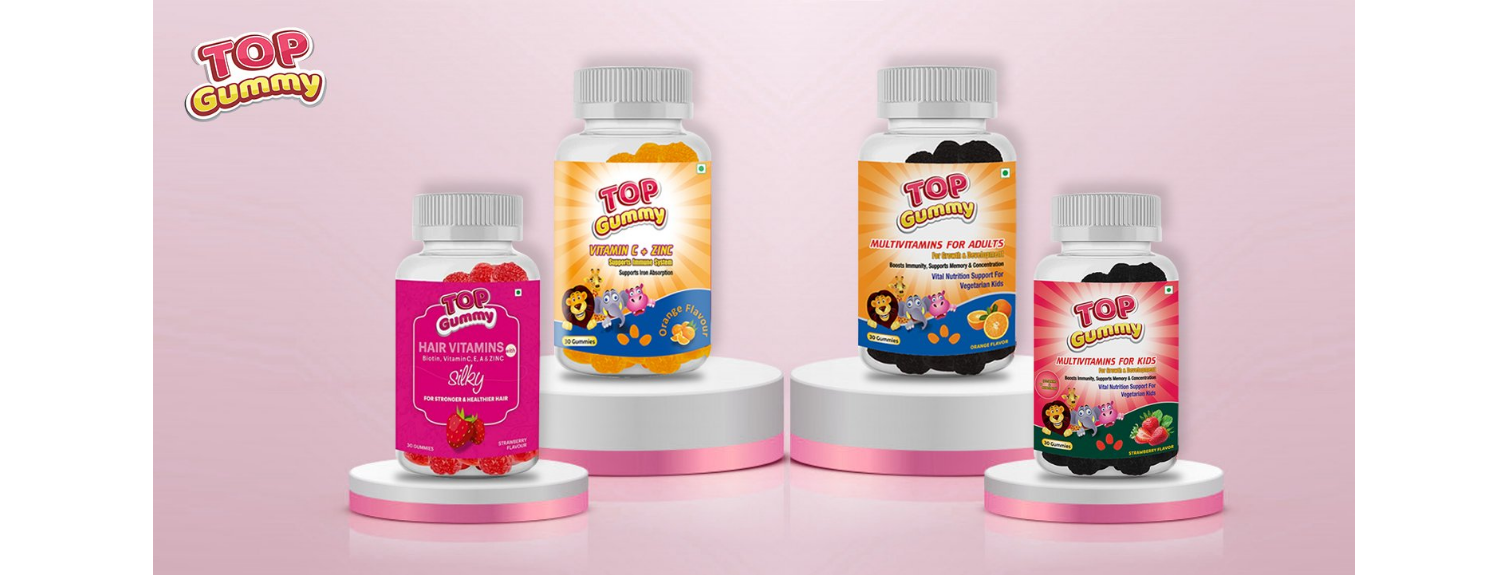 TOP
Gummy
TOP
Gummy
HAIR VITAMINS with
Biotin, Vitamin C, E, A & ZINC
Silky
FOR STRONGER & HEALTHIER HAIR
30 GUMMIES
STRAWBERRY
FLAVOUR
TOP
Gummy
VITAMIN C + ZINC
Supports Immune System
Supports Iron Absorption
Orange Flavour
30 Gummies
TOP
Gummy
MULTIVITAMINS FOR ADULTS
For Growth & Development
Boosts Immunity, Supports Memory & Concentration
Vital Nutrition Support For
Vegetarian Kids
30 Gummies
ORANGE FLAVOR
TOP
Gummy
MULTIVITAMINS FOR KIDS
For Growth & Development
Boosts Immunity, Supports Memory & Concentration
Vital Nutrition Support For
Vegetarian Kids
30 Gummies
STRAWBERRY FLAVOR